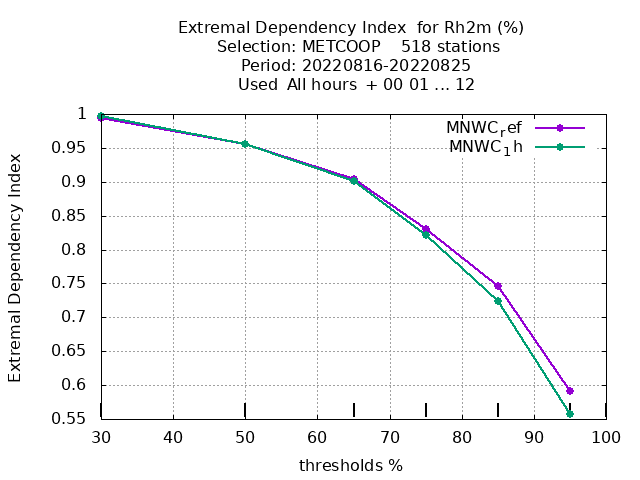 Extremal Dependency Index  for Rh2m (%)
Selection: METCOOP    518 stations
Period: 20220816-20220825
Used  All hours  + 00 01 ... 12
MNWCref
MNWC1h
Extremal Dependency Index
1
0.95
0.9
0.85
0.8
0.75
0.7
0.65
0.6
0.55
30 40 50 60 70 80 90 100
thresholds %